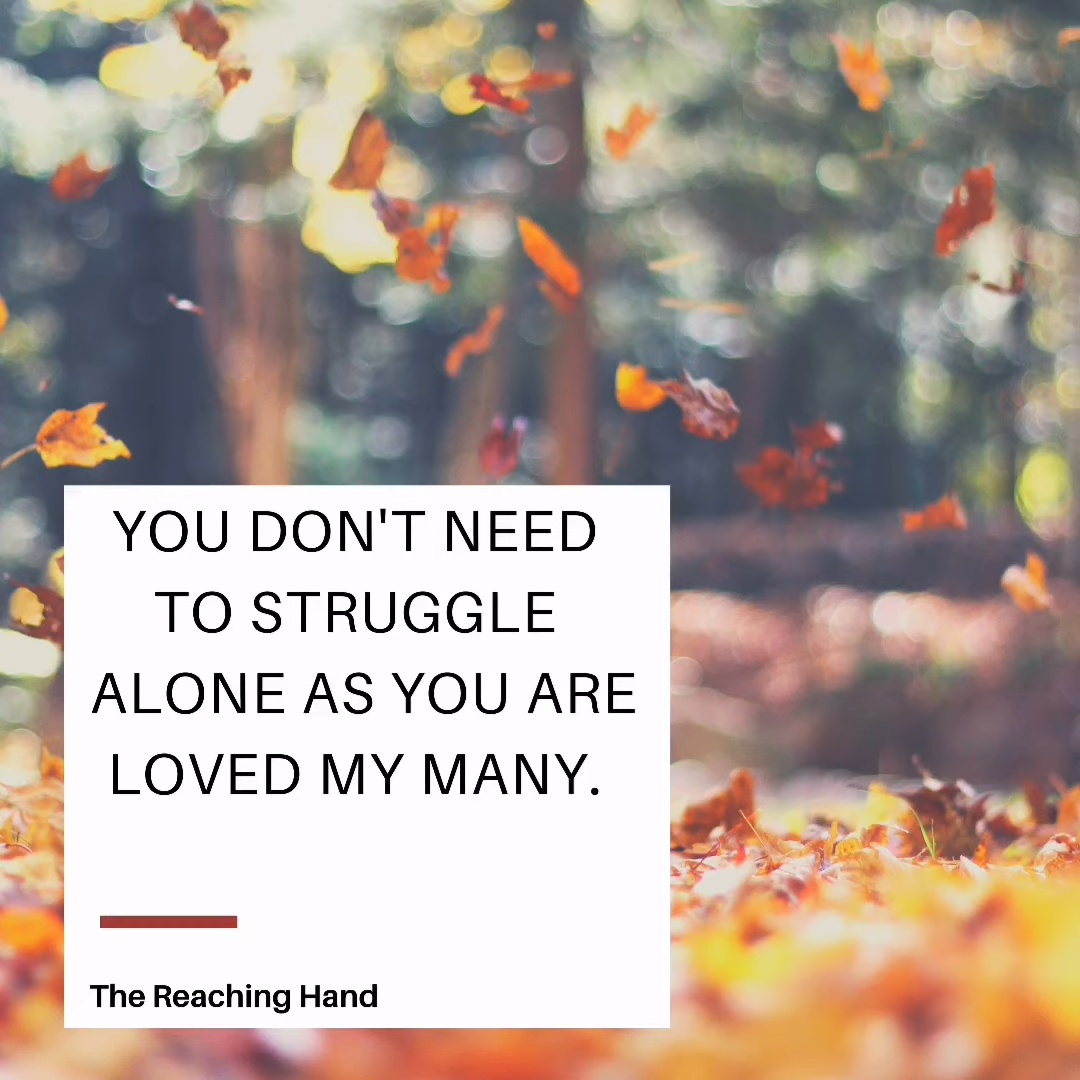 YOU DON'T NEED
TO STRUGGLE
ALONE AS YOU ARE
LOVED MY MANY.
The Reaching Hand